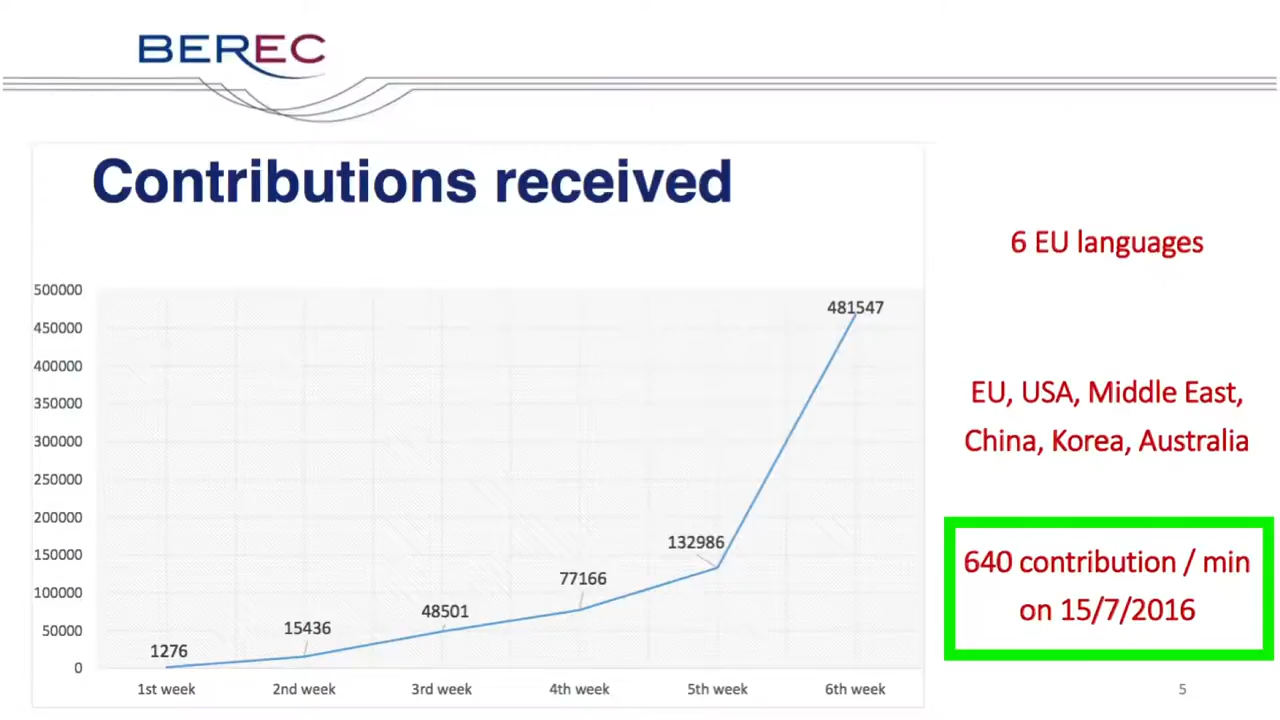 BEREC
Contributions received
6 EU languages
EU, USA, Middle East,
China, Korea, Australia
640 contribution / min
on 15/7/2016
500000
450000
400000
350000
300000
250000
200000
150000
100000
50000
0
1276
15436
48501
77166
132986
481547
1st week
2nd week
3rd week
4th week
5th week
6th week
5